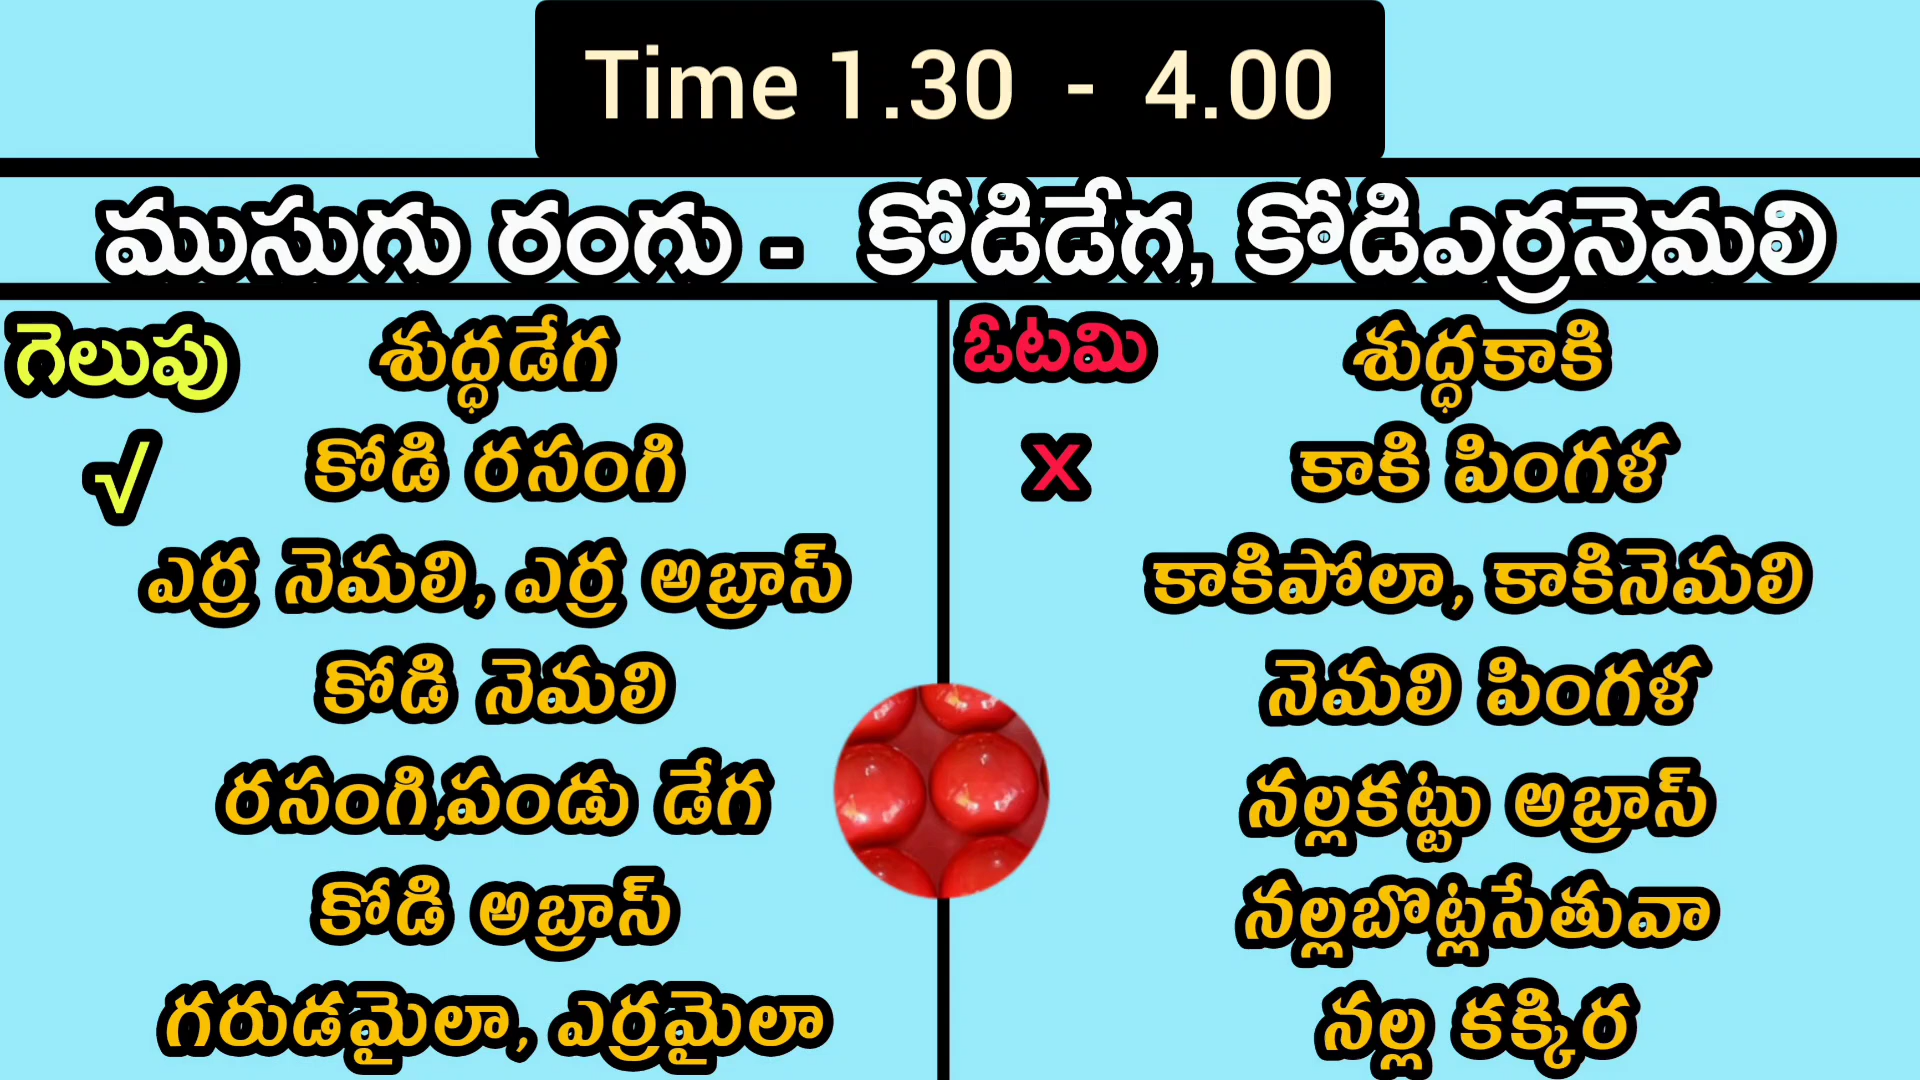 Time 1.30 - 4.00
ముసుగు రంగు - కోడిడేగ, కోడిఎర్రనెమలి
గెలుపు
√
శుద్ధడేగ
కోడి రసంగి
ఎర్ర నెమలి, ఎర్ర అబ్రాస్
కోడి నెమలి
రసంగి,పండు డేగ
కోడి అబ్రాస్
గరుడమైలా, ఎర్రమైలా
ఓటమి
x
శుద్ధకాకి
కాకి పింగళ
కాకిపోలా, కాకినెమలి
నెమలి పింగళ
నల్లకట్టు అబ్రాస్
నల్లబొట్లసేతువా
నల్ల కక్కిర